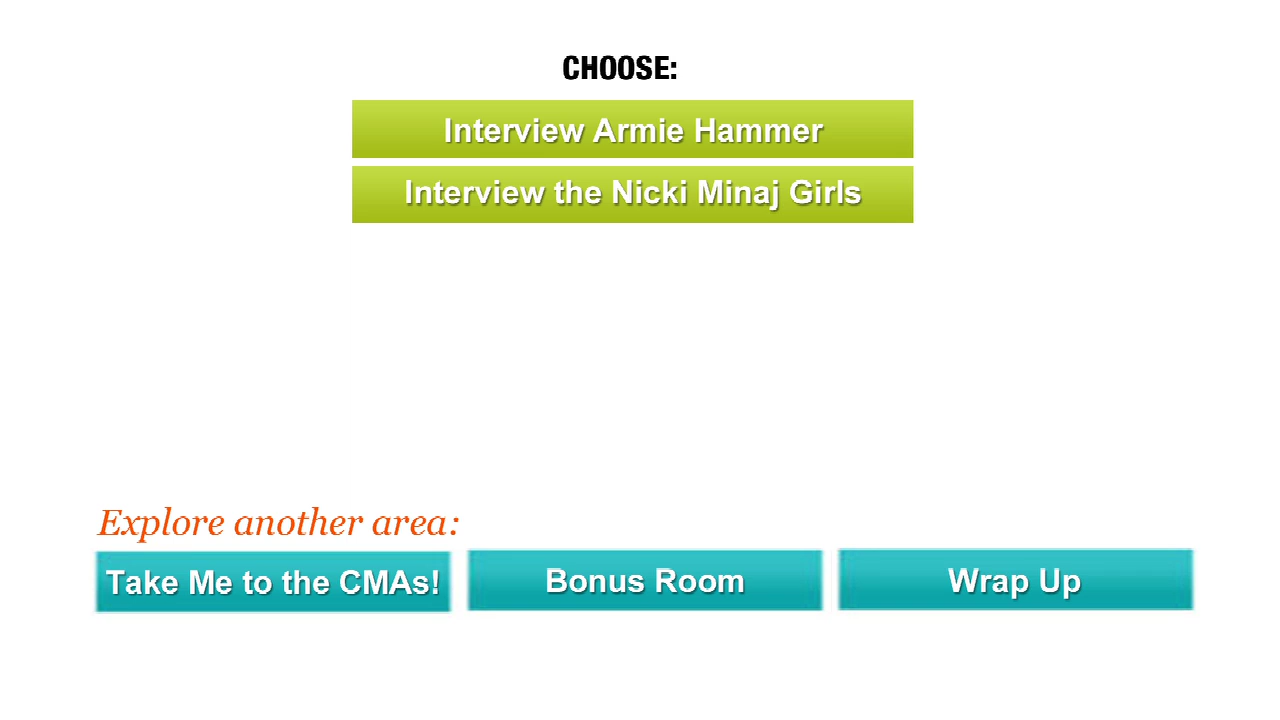 CHOOSE:
Interview Armie Hammer
Interview the Nicki Minaj Girls
Explore another area:
Take Me to the CMAs!
Bonus Room
Wrap Up